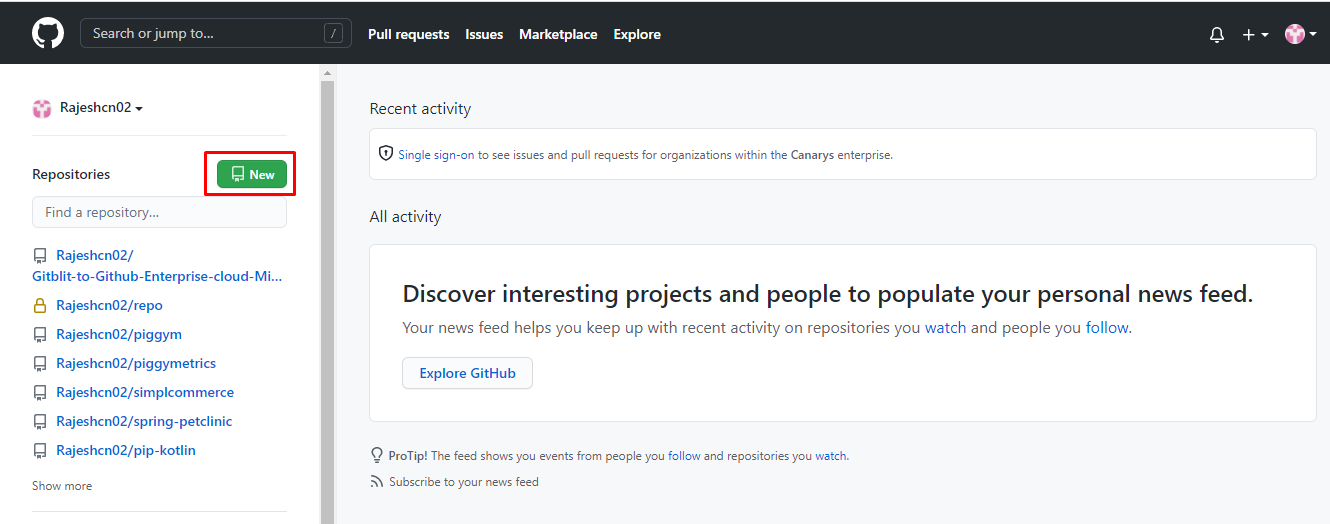 Search or jump to...
/
Pull requests
Issues
Marketplace
Explore
Rajeshcn02
Repositories
New
Find a repository...
Rajeshcn02/
Gitblit-to-Github-Enterprise-cloud-Mi...
Rajeshcn02/repo
Rajeshcn02/piggym
Rajeshcn02/piggymetrics
Rajeshcn02/simplcommerce
Rajeshcn02/spring-petclinic
Rajeshcn02/pip-kotlin
Show more
Recent activity
Single sign-on to see issues and pull requests for organizations within the Canarys enterprise.
All activity
Discover interesting projects and people to populate your personal news feed.
Your news feed helps you keep up with recent activity on repositories you watch and people you follow.
Explore GitHub
ProTip! The feed shows you events from people you follow and repositories you watch.
Subscribe to your news feed